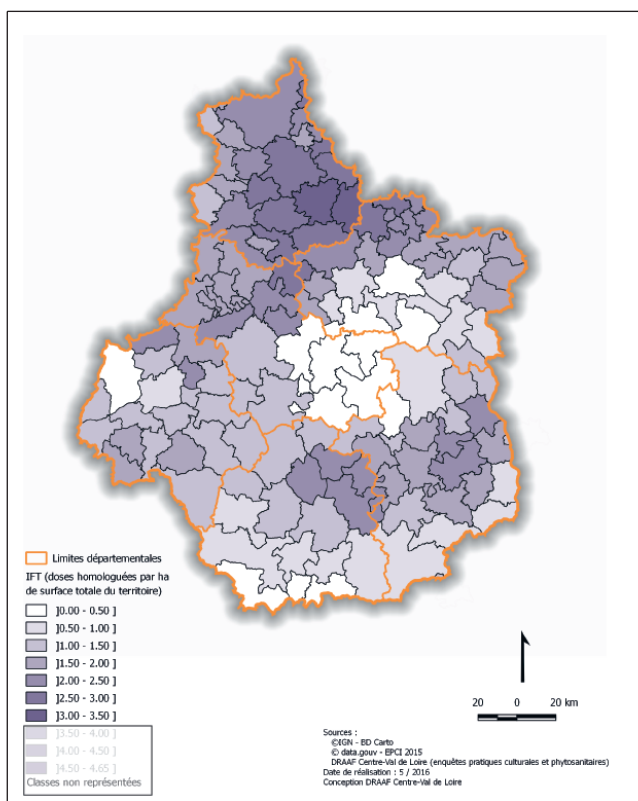 Limites départementales
IFT (doses homologuées par ha
de surface totale du territoire)
]0.00 - 0.50 ]
]0.50 - 1.00 ]
]1.00 - 1.50 ]
]1.50 - 2.00 ]
]2.00 - 2.50 ]
]2.50 - 3.00 ]
]3.00 - 3.50 ]
]3.50 - 4.00 ]
]4.00 - 4.50 ]
]4.50 - 4.65 ]
Classes non représentées
20 0 20 km
Sources :
©IGN - BD Carto
© data.gouv - EPCI 2015
DRAAF Centre-Val de Loire (enquêtes pratiques culturales et phytosanitaires)
Date de réalisation : 5 / 2016
Conception DRAAF Centre-Val de Loire